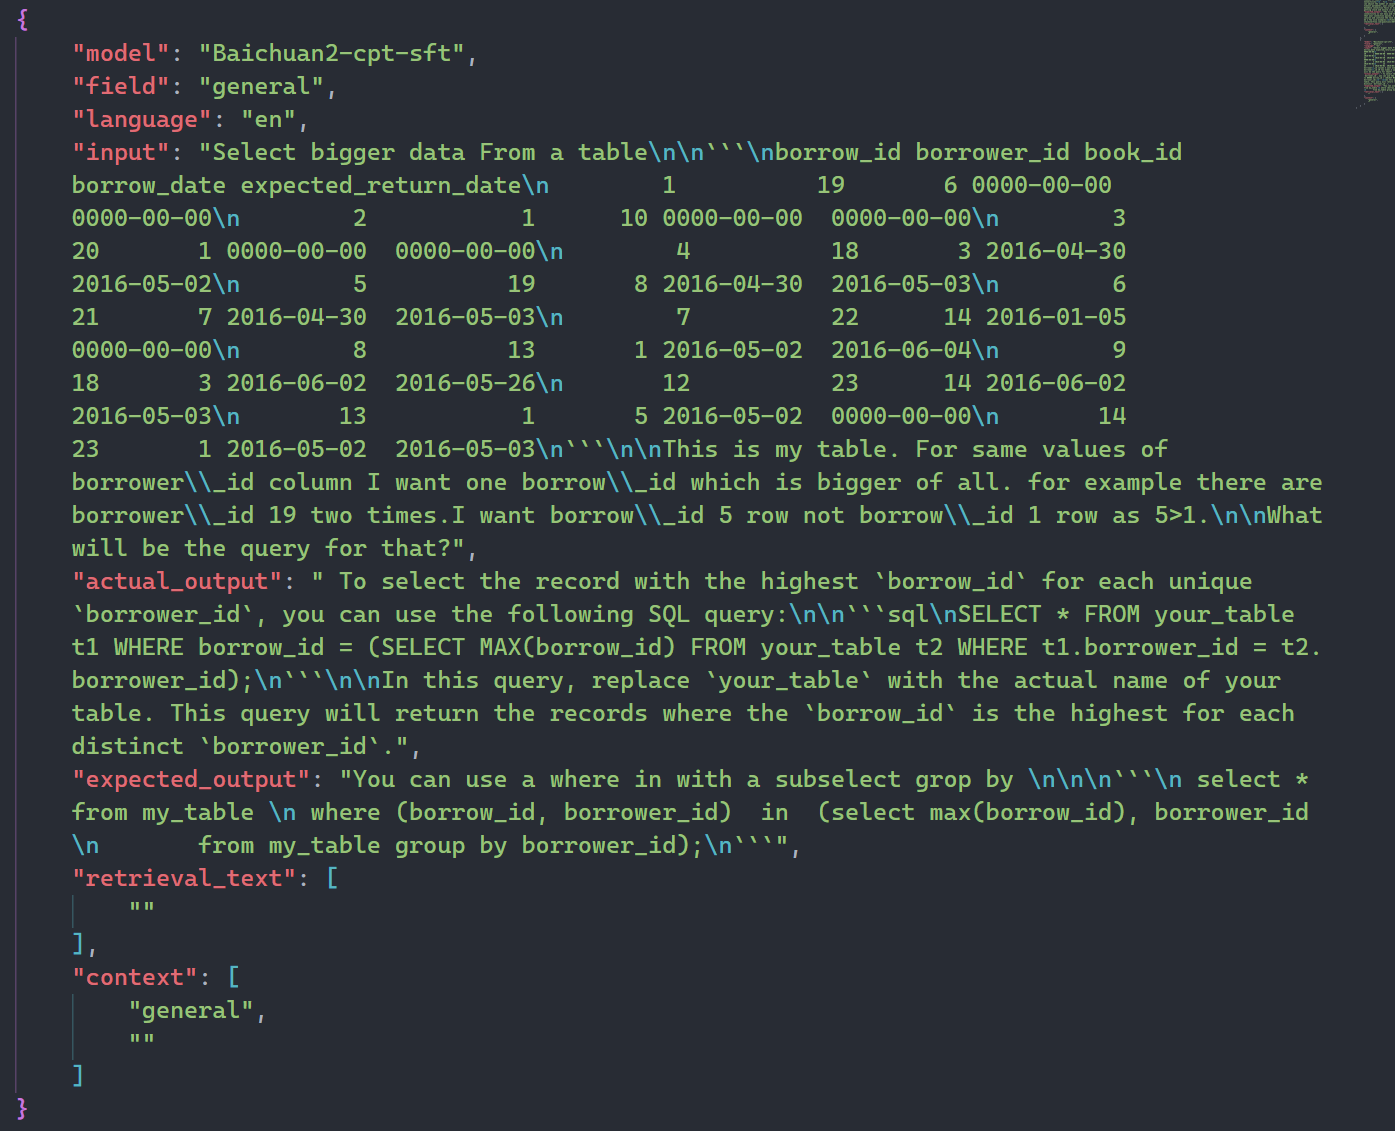 {
"model": "Baichuan2-cpt-sft",
"field": "general",
"language": "en",
"input": "Select bigger data From a table\n\n```\nborrow_id borrower_id book_id
borrow_date expected_return_date\n        1          19       6 0000-00-00
0000-00-00\n        2           1      10 0000-00-00  0000-00-00\n        3
20       1 0000-00-00  0000-00-00\n        4          18       3 2016-04-30
2016-05-02\n        5          19       8 2016-04-30  2016-05-03\n        6
21       7 2016-04-30  2016-05-03\n        7          22      14 2016-01-05
0000-00-00\n        8          13       1 2016-05-02  2016-06-04\n        9
18       3 2016-06-02  2016-05-26\n       12          23      14 2016-06-02
2016-05-03\n       13           1       5 2016-05-02  0000-00-00\n       14
23       1 2016-05-02  2016-05-03\n```\n\nThis is my table. For same values of
borrower\\_id column I want one borrow\\_id which is bigger of all. for example there are
borrower\\_id 19 two times.I want borrow\\_id 5 row not borrow\\_id 1 row as 5>1.\n\nWhat
will be the query for that?",
"actual_output": " To select the record with the highest `borrow_id` for each unique
`borrower_id`, you can use the following SQL query:\n\n```sql\nSELECT * FROM your_table
t1 WHERE borrow_id = (SELECT MAX(borrow_id) FROM your_table t2 WHERE t1.borrower_id = t2.
borrower_id);\n```\n\nIn this query, replace `your_table` with the actual name of your
table. This query will return the records where the `borrow_id` is the highest for each
distinct `borrower_id`.",
"expected_output": "You can use a where in with a subselect grop by \n\n\n```\n select *
from my_table \n where (borrow_id, borrower_id)  in  (select max(borrow_id), borrower_id
\n       from my_table group by borrower_id);\n```",
"retrieval_text": [
""
],
"context": [
"general",
""
]
}